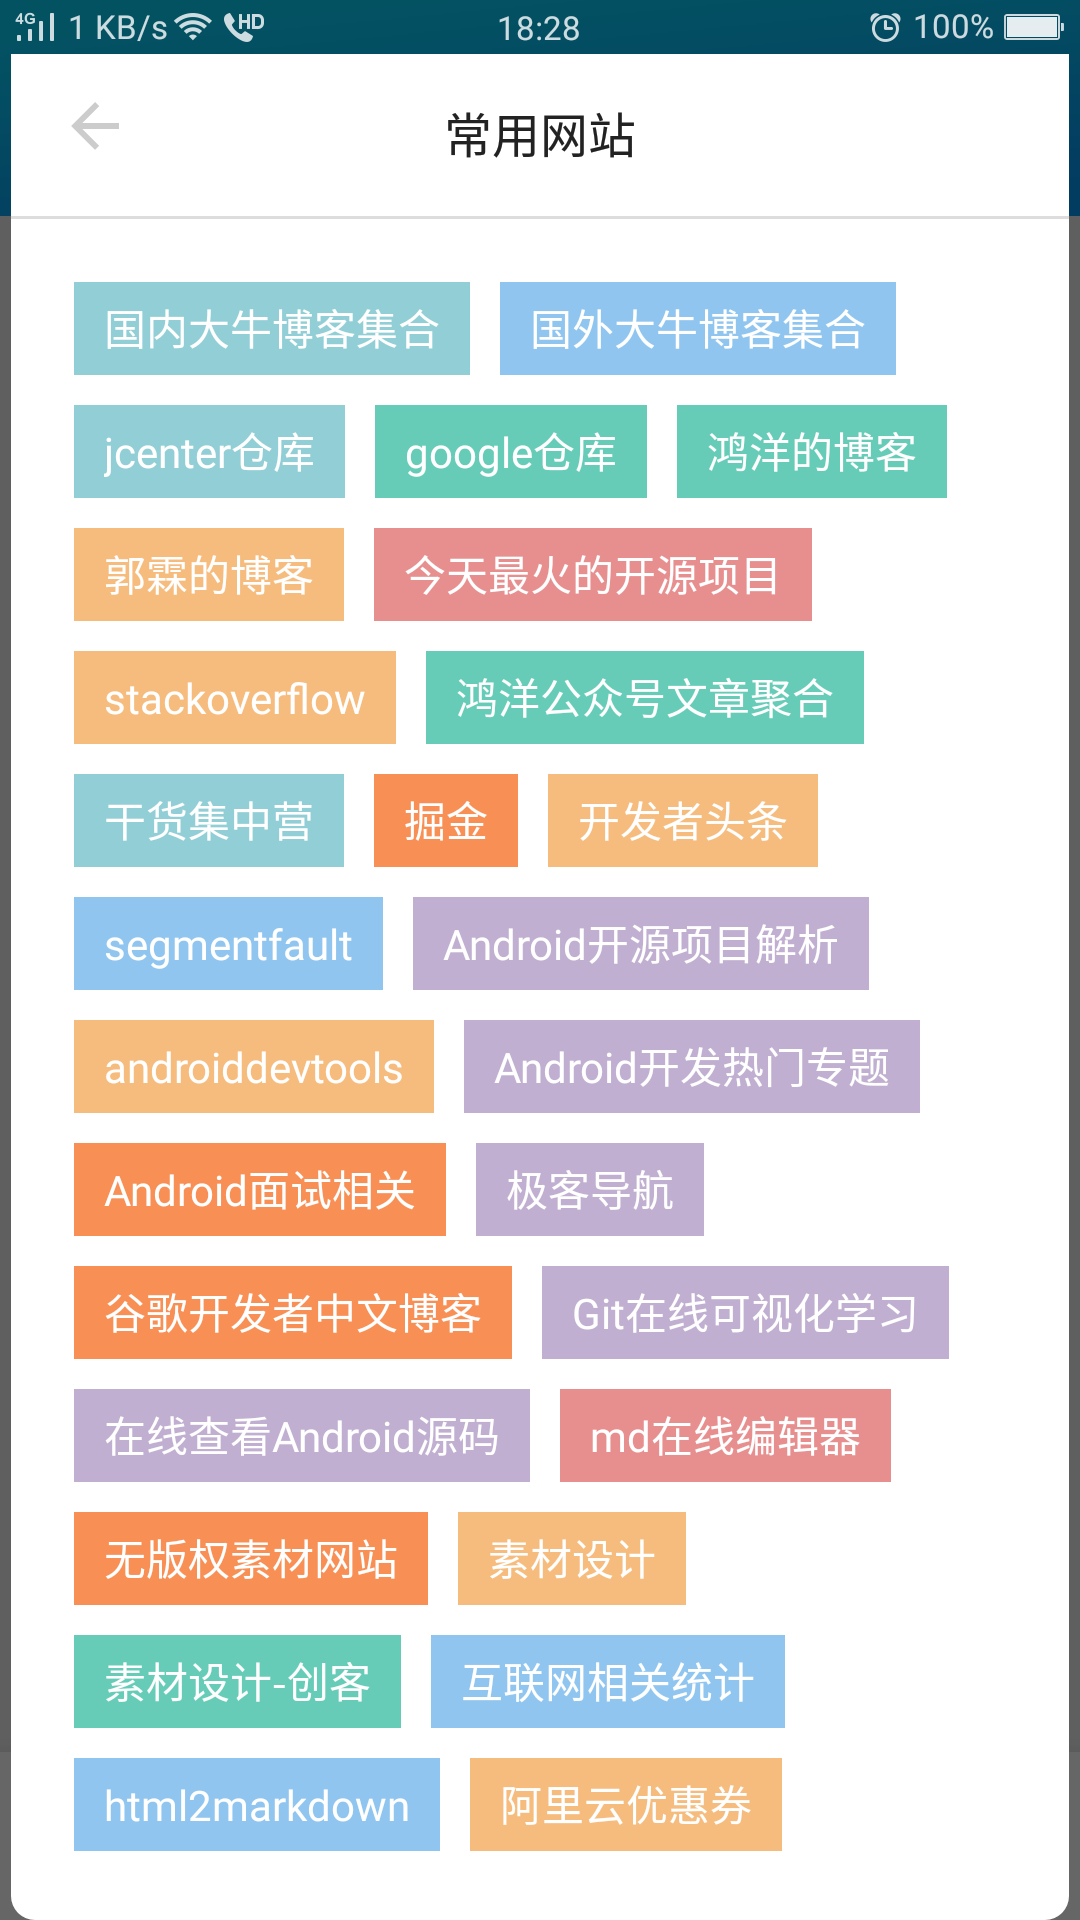 4G 1 KB/s HD 18:28 100%
常用网站
国内大牛博客集合 国外大牛博客集合
jcenter仓库 google仓库 鸿洋的博客
郭霖的博客 今天最火的开源项目
stackoverflow 鸿洋公众号文章聚合
干货集中营 掘金 开发者头条
segmentfault Android开源项目解析
androiddevtools Android开发热门专题
Android面试相关 极客导航
谷歌开发者中文博客 Git在线可视化学习
在线查看Android源码 md在线编辑器
无版权素材网站 素材设计
素材设计-创客 互联网相关统计
html2markdown 阿里云优惠券